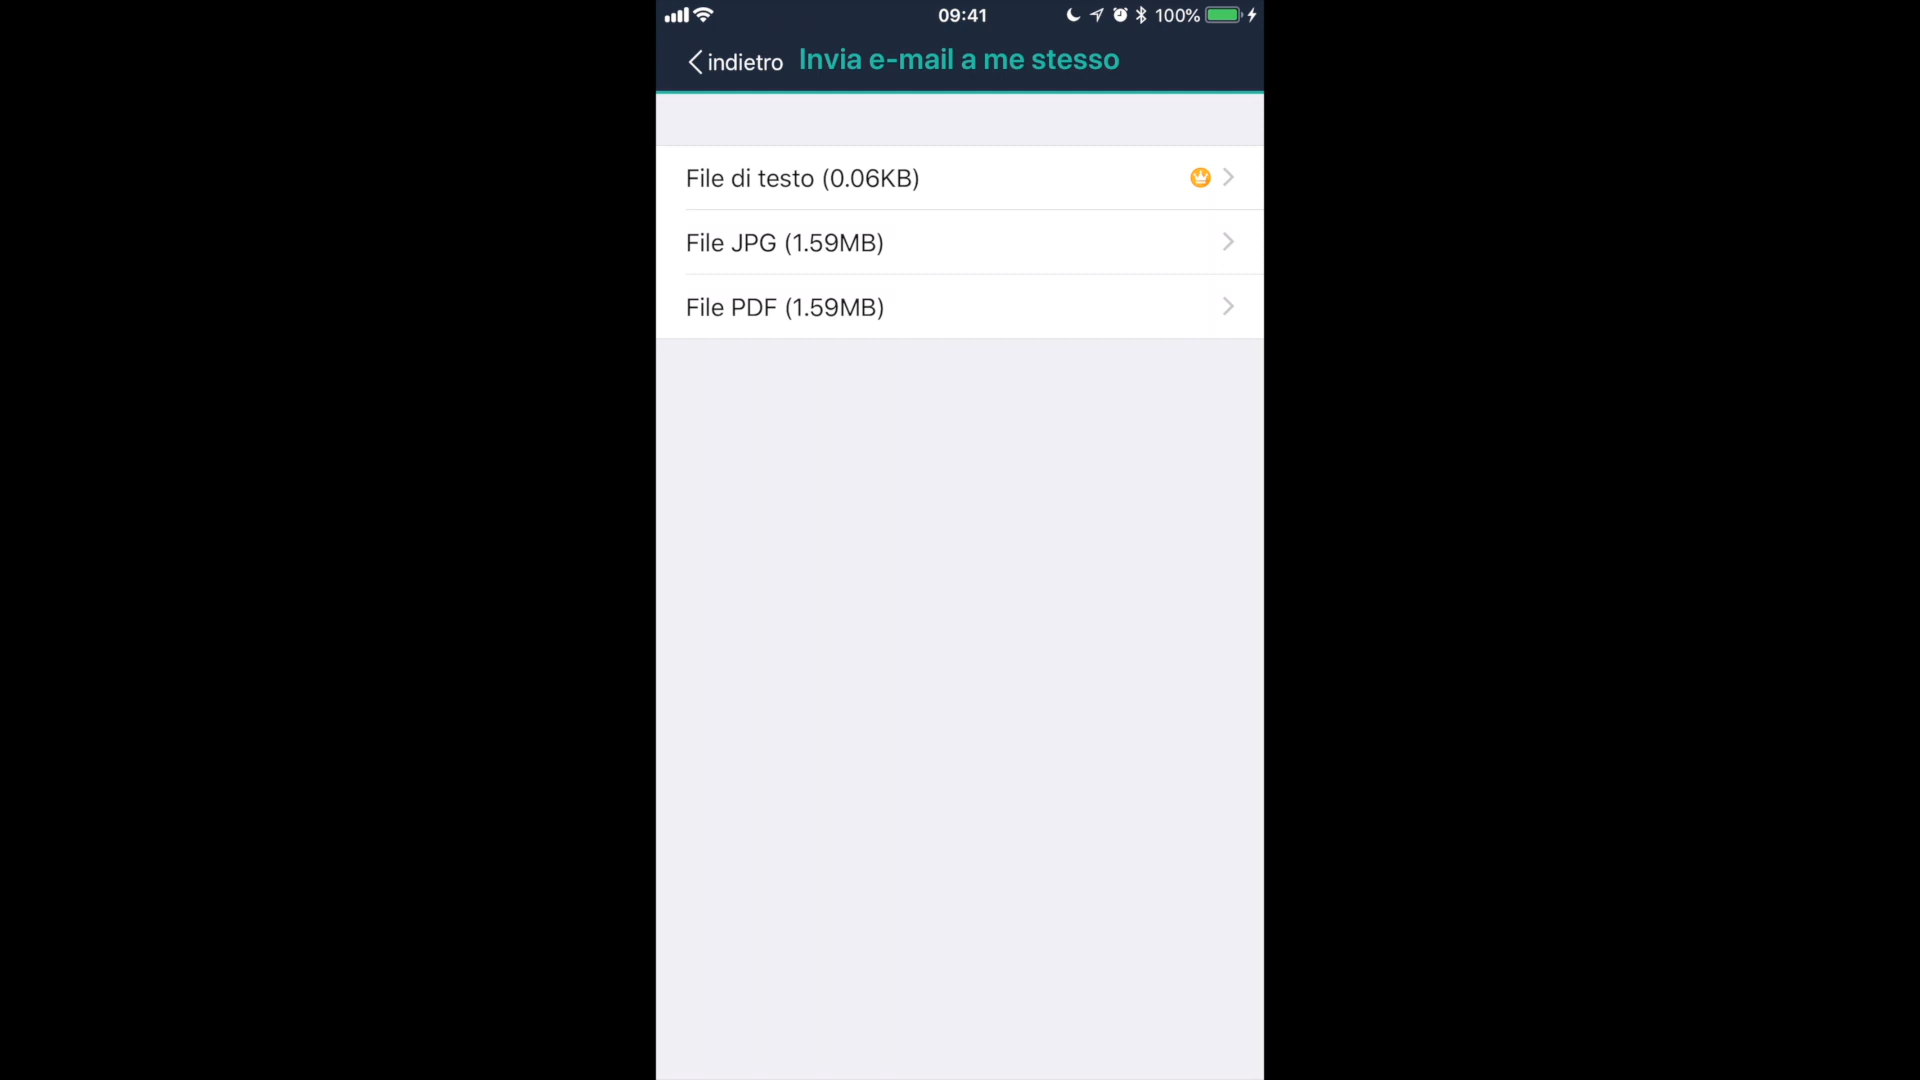 09:41
100%
indietro
Invia e-mail a me stesso
File di testo (0.06KB)
File JPG (1.59MB)
File PDF (1.59MB)